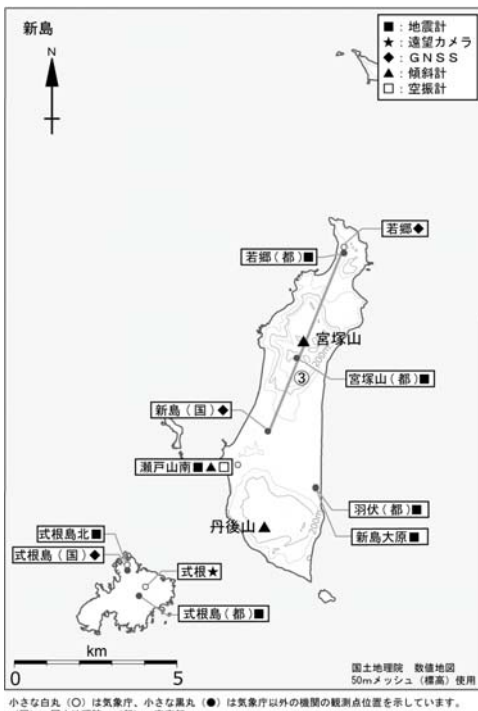 新島
N
■：地震計
★：遠望カメラ
◆：GNSS
▲：傾斜計
□：空振計
若郷◆
若郷（都）■
宮塚山
宮塚山（都）■
③
200m
新島（国）◆
瀬戸山南■▲□
羽伏（都）■
丹後山
200m
新島大原■
式根島北■
式根島（国）◆
式根★
式根島（都）■
km
0 5
国土地理院 数値地図
50mメッシュ（標高）使用
小さな白丸（○）は気象庁、小さな黒丸（●）は気象庁以外の機関の観測点位置を示しています。